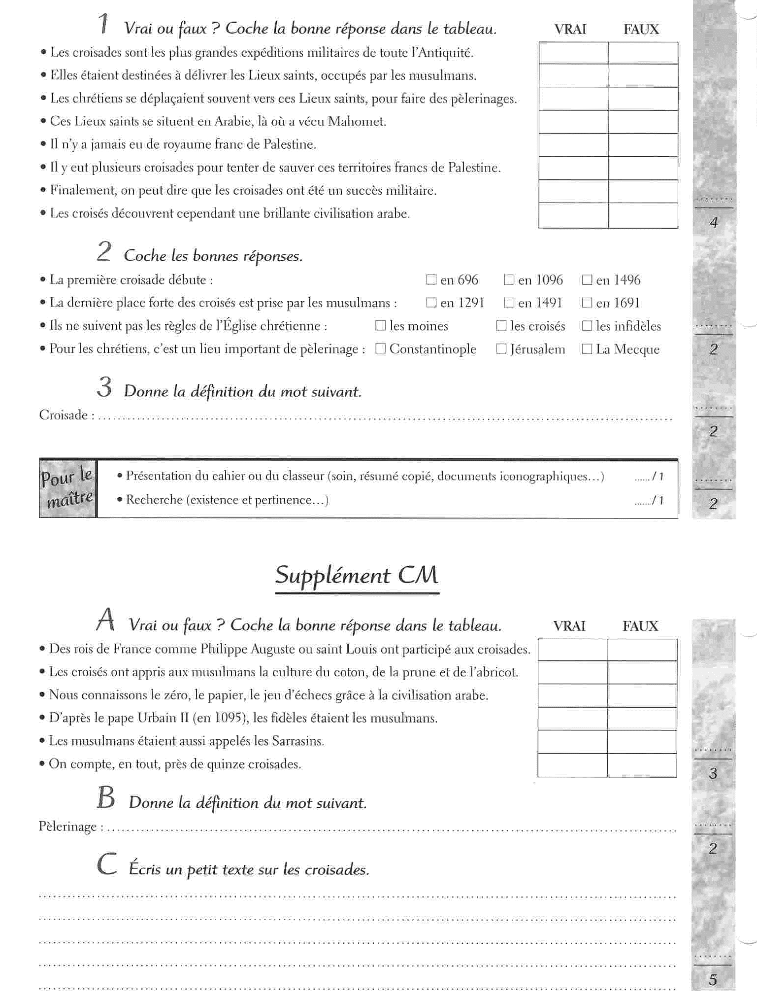 1 Vrai ou faux ? Coche la bonne réponse dans le tableau. VRAI FAUX
• Les croisades sont les plus grandes expéditions militaires de toute l'Antiquité.
• Elles étaient destinées à délivrer les Lieux saints, occupés par les musulmans.
• Les chrétiens se déplaçaient souvent vers ces Lieux saints, pour faire des pèlerinages.
• Ces Lieux saints se situent en Arabie, là où a vécu Mahomet.
• Il n'y a jamais eu de royaume franc de Palestine.
• Il y eut plusieurs croisades pour tenter de sauver ces territoires francs de Palestine.
• Finalement, on peut dire que les croisades ont été un succès militaire.
• Les croisés découvrent cependant une brillante civilisation arabe.
........
4
2 Coche les bonnes réponses.
• La première croisade débute : ☐ en 696 ☐ en 1096 ☐ en 1496
• La dernière place forte des croisés est prise par les musulmans : ☐ en 1291 ☐ en 1491 ☐ en 1691
• Ils ne suivent pas les règles de l'Église chrétienne : ☐ les moines ☐ les croisés ☐ les infidèles
• Pour les chrétiens, c'est un lieu important de pèlerinage : ☐ Constantinople ☐ Jérusalem ☐ La Mecque
........
2
3 Donne la définition du mot suivant.
Croisade : ........
........
2
Pour le
maître
• Présentation du cahier ou du classeur (soin, résumé copié, documents iconographiques...) ....../ 1
• Recherche (existence et pertinence...) ....../ 1
........
2
Supplément CM
A Vrai ou faux ? Coche la bonne réponse dans le tableau. VRAI FAUX
• Des rois de France comme Philippe Auguste ou saint Louis ont participé aux croisades.
• Les croisés ont appris aux musulmans la culture du coton, de la prune et de l'abricot.
• Nous connaissons le zéro, le papier, le jeu d'échecs grâce à la civilisation arabe.
• D'après le pape Urbain II (en 1095), les fidèles étaient les musulmans.
• Les musulmans étaient aussi appelés les Sarrasins.
• On compte, en tout, près de quinze croisades.
........
3
B Donne la définition du mot suivant.
Pèlerinage : ........
........
2
C Écris un petit texte sur les croisades.
........
5